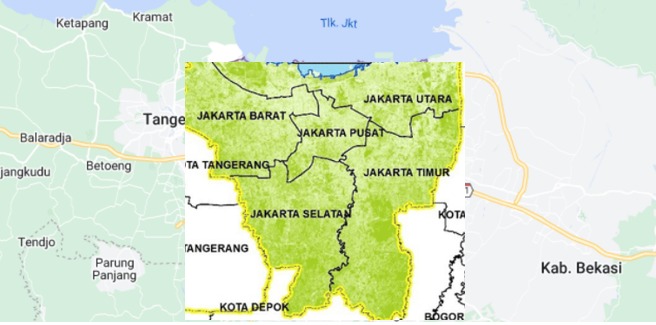 Ketapang
Kramat
Tlk. Jkt
JAKARTA UTARA
JAKARTA BARAT
Tange
JAKARTA PUSAT
Balaradja
TA TANGERANG
Betoeng
JAKARTA TIMUR
jangkudu
JAKARTA SELATAN
KOTA
Tendjo
TANGERANG
Parung
Panjang
Kab. Bekasi
KOTA DEPOK
BOGOR